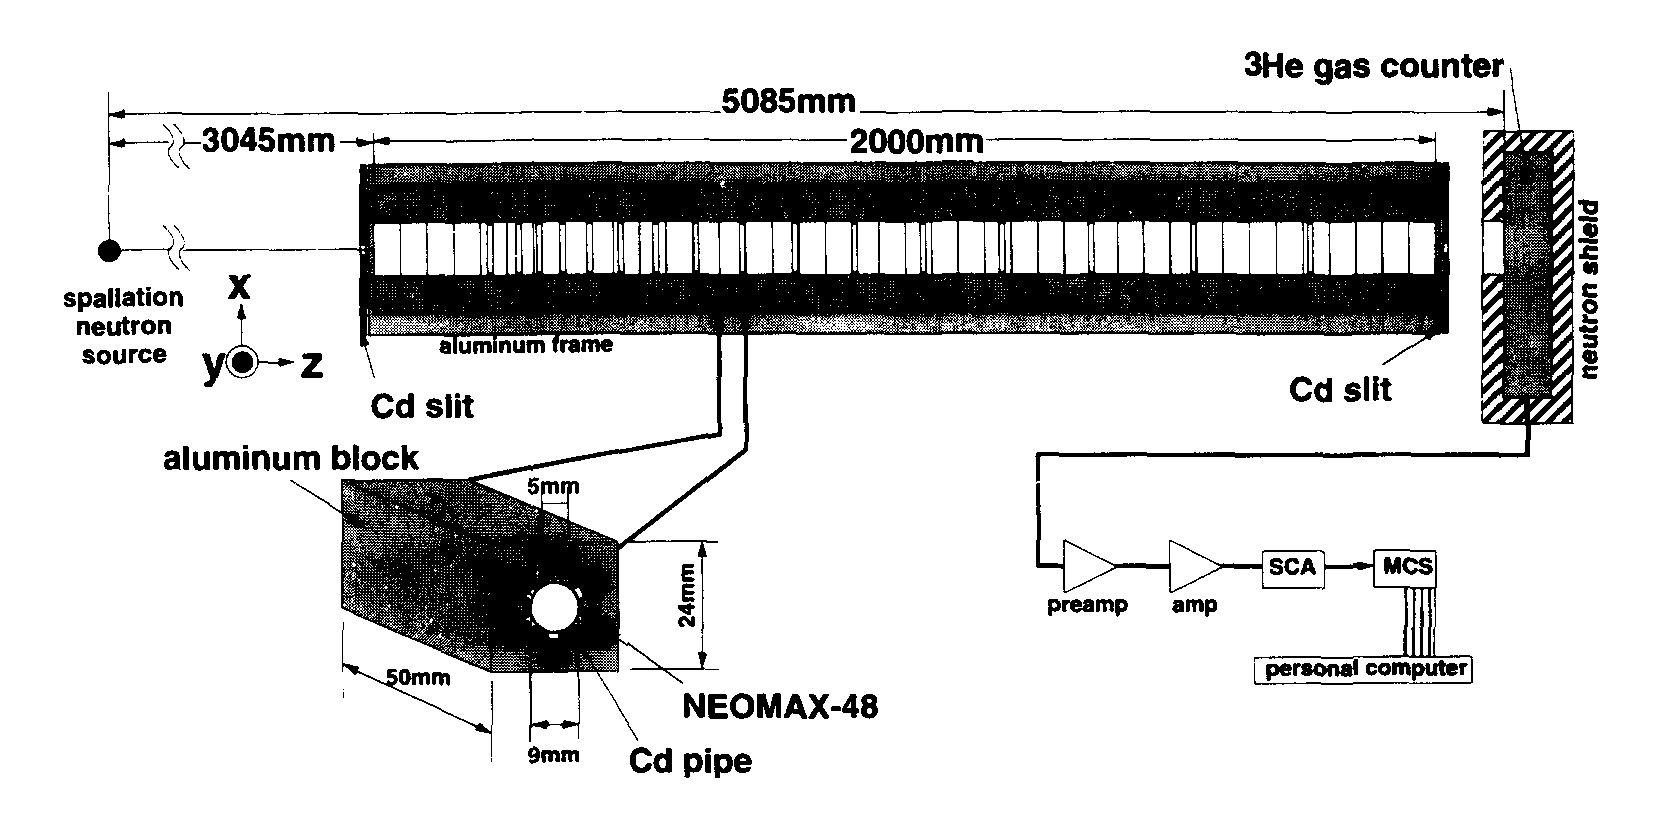 3He gas counter
5085mm
3045mm
2000mm
neutron shield
spallation
neutron
source
x
y
z
aluminum frame
Cd slit
Cd slit
aluminum block
5mm
24mm
50mm
9mm
NEOMAX-48
Cd pipe
preamp
amp
SCA
MCS
personal computer